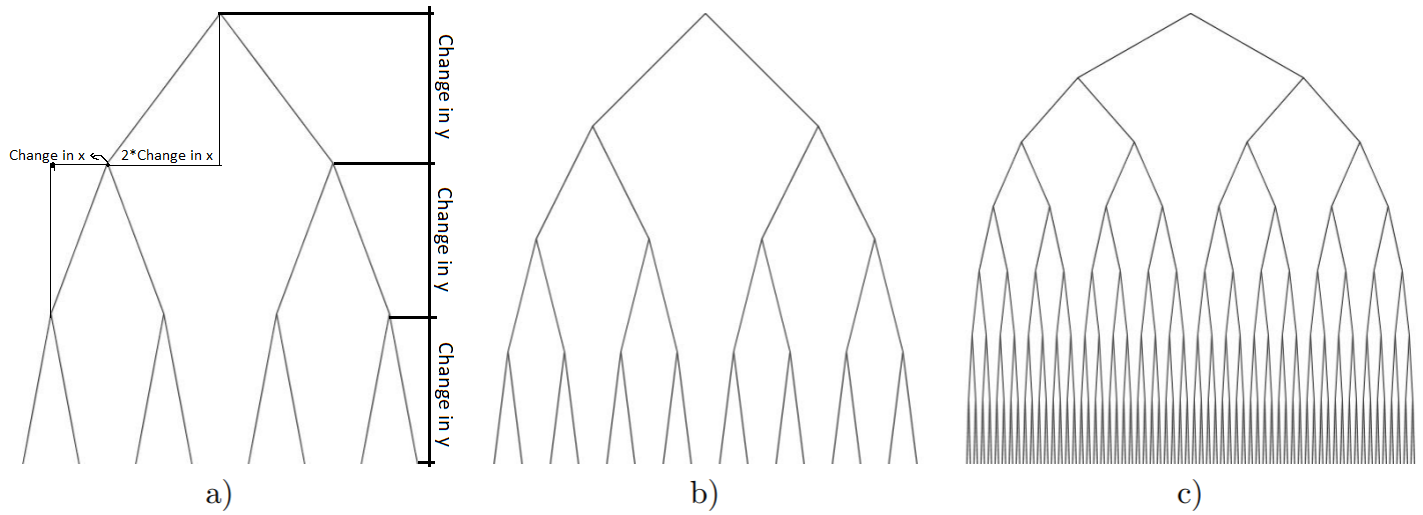 Change in y
Change in x
2*Change in x
Change in y
Change in y
a)
b)
c)